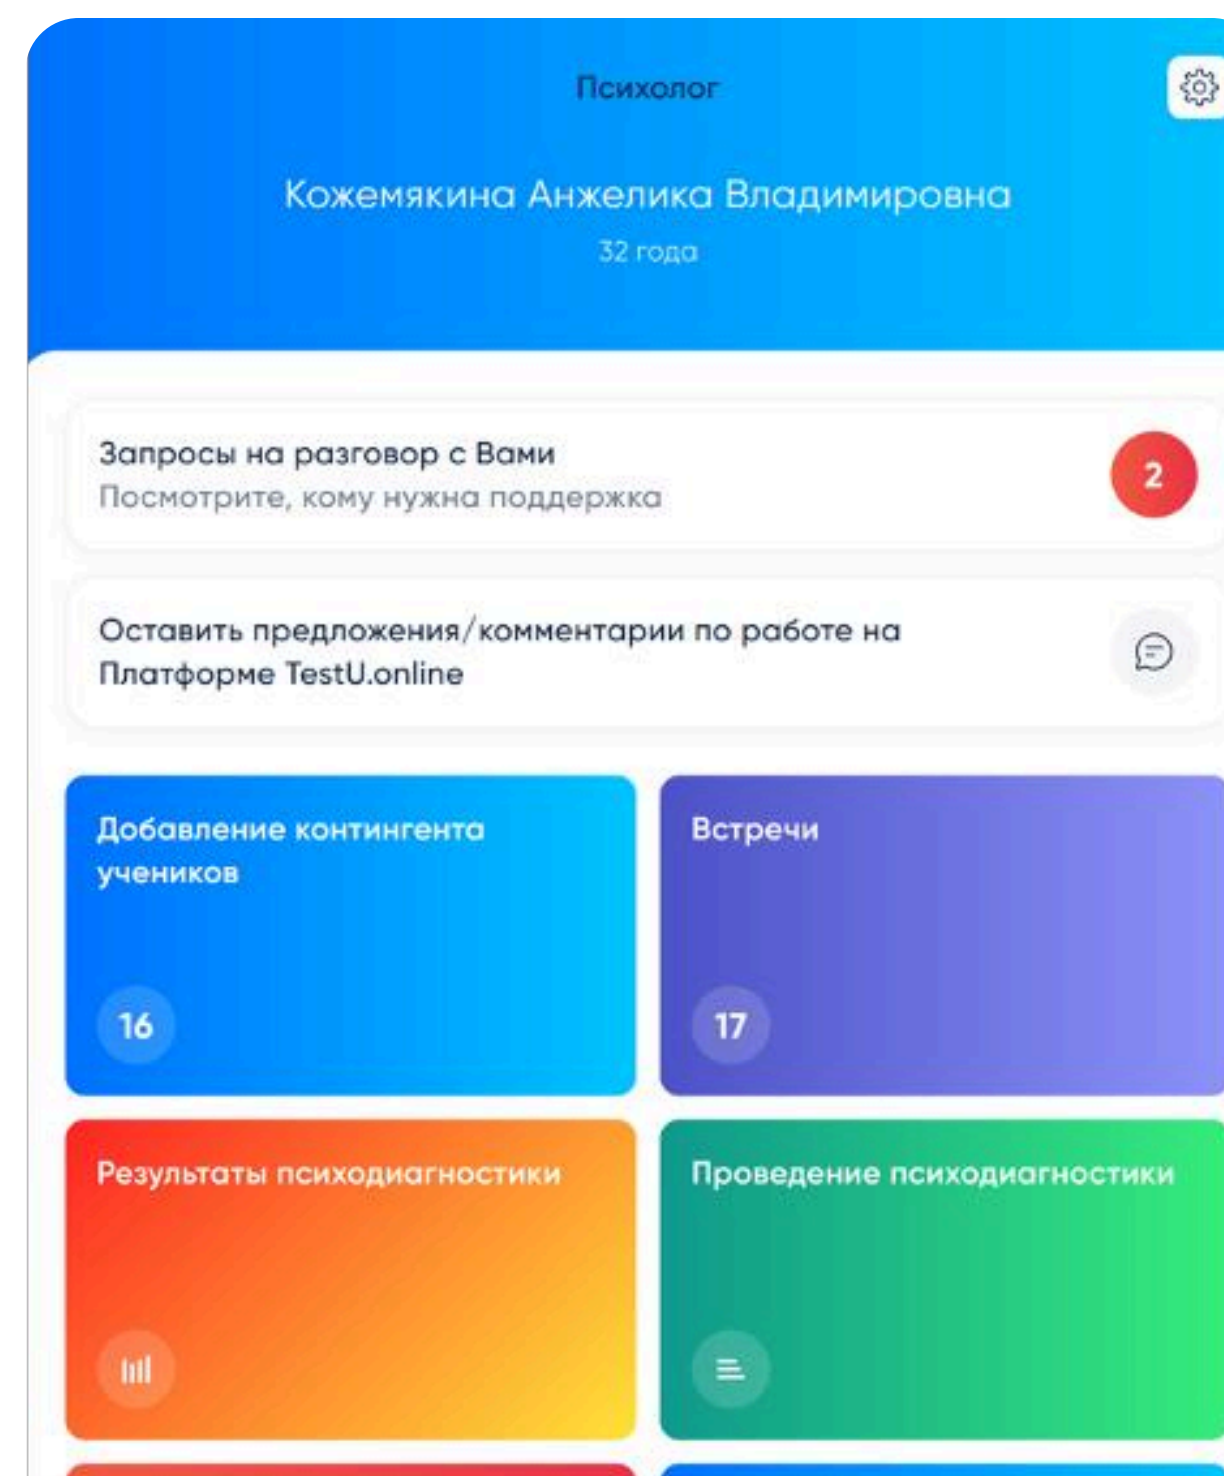 Психолог
Кожемякина Анжелика Владимировна
32 года
Запросы на разговор с Вами
Посмотрите, кому нужна поддержка
2
Оставить предложения/комментарии по работе на
Платформе TestU.online
Добавление контингента
учеников
16
Встречи
17
Результаты психодиагностики
Проведение психодиагностики